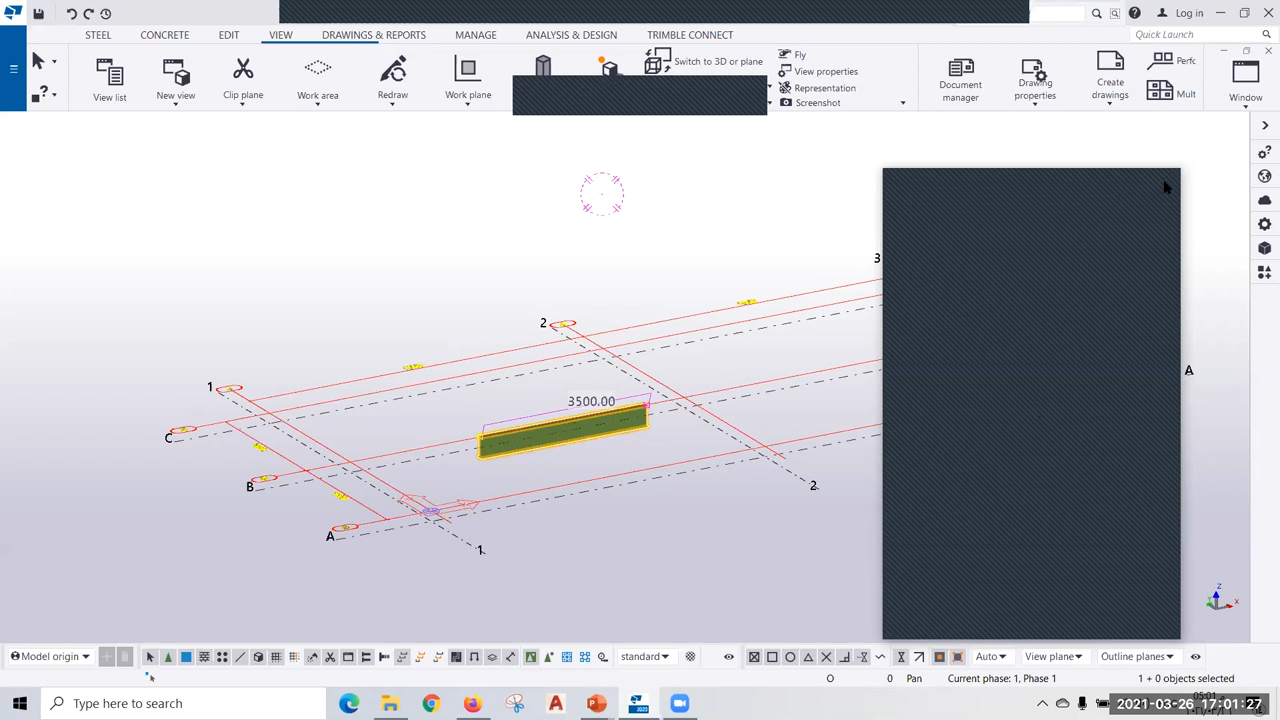 Log in
STEEL CONCRETE EDIT VIEW DRAWINGS & REPORTS MANAGE ANALYSIS & DESIGN TRIMBLE CONNECT Quick Launch
Switch to 3D or plane
Fly
View properties
Representation
Screenshot
View list
New view
Clip plane
Work area
Redraw
Work plane
Document manager
Drawing properties
Create drawings
Perfc
Mult
Window
3
2
3500.00
1
C
A
B
2
A
1
Z
X
Model origin standard Auto View plane Outline planes
O 0 Pan Current phase: 1, Phase 1 1 + 0 objects selected
Type here to search
05:01
2021-03-26 17:01:27